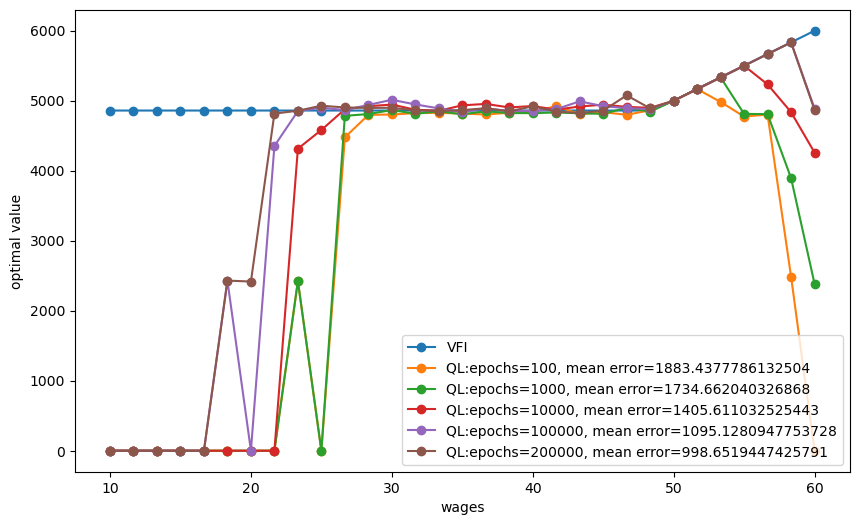 6000
5000
4000
3000
2000
1000
0
optimal value
10
20
30
40
50
60
wages
VFI
QL:epochs=100, mean error=1883.4377786132504
QL:epochs=1000, mean error=1734.662040326868
QL:epochs=10000, mean error=1405.611032525443
QL:epochs=100000, mean error=1095.1280947753728
QL:epochs=200000, mean error=998.6519447425791